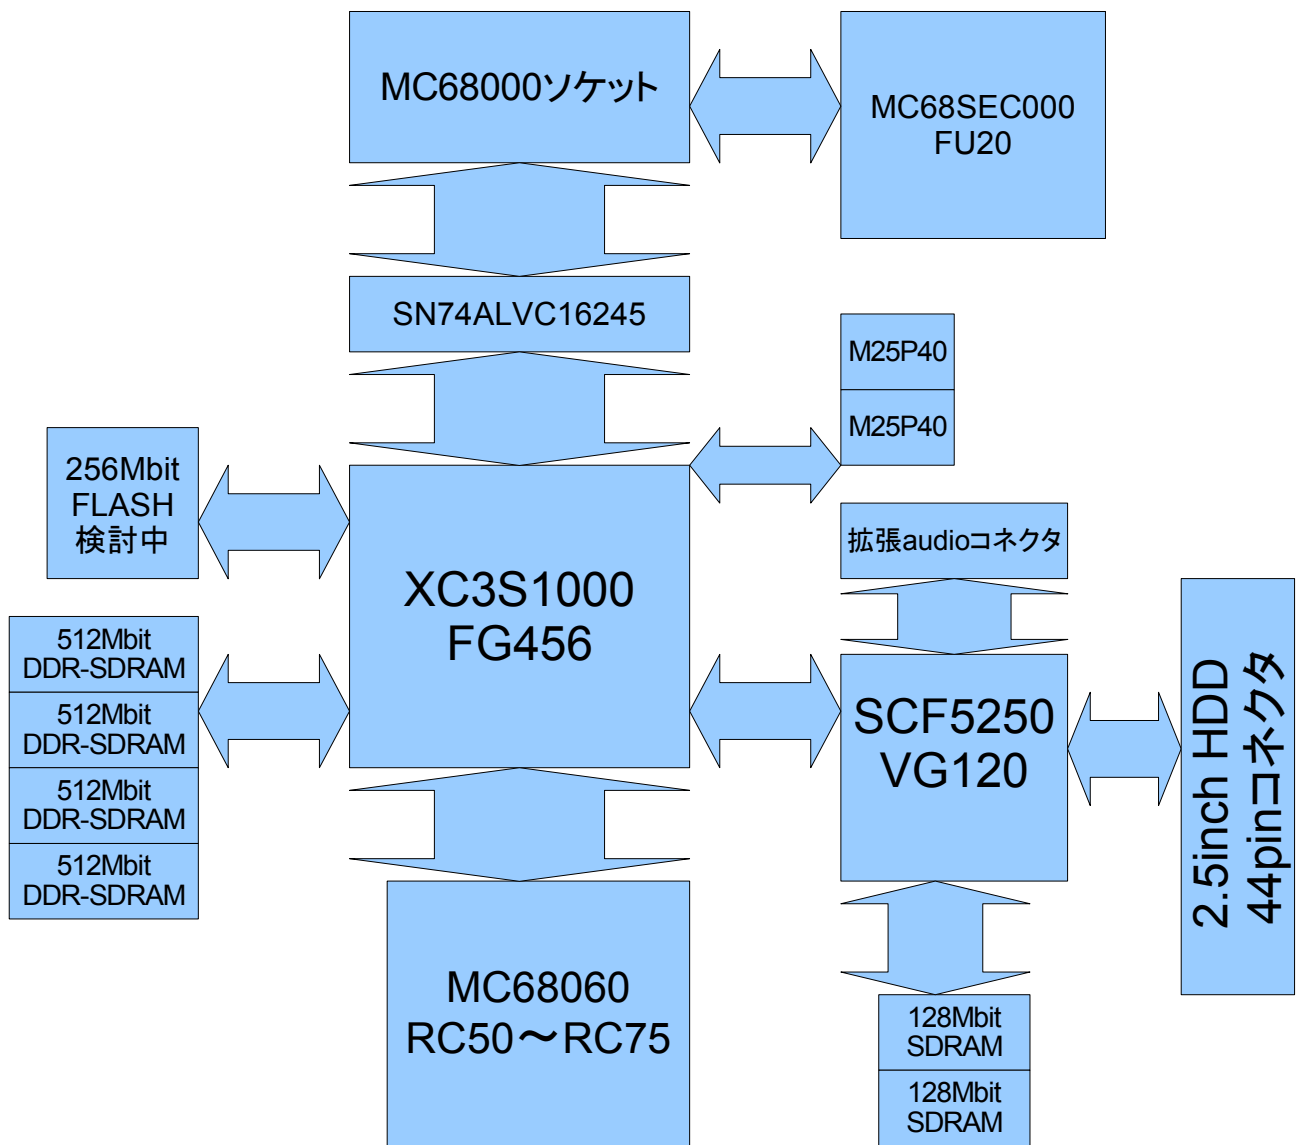 MC68000ソケット
MC68SEC000
FU20
SN74ALVC16245
M25P40
M25P40
256Mbit
FLASH
検討中
XC3S1000
FG456
拡張audioコネクタ
512Mbit
DDR-SDRAM
512Mbit
DDR-SDRAM
512Mbit
DDR-SDRAM
512Mbit
DDR-SDRAM
SCF5250
VG120
2.5inch HDD
44pinコネクタ
MC68060
RC50～RC75
128Mbit
SDRAM
128Mbit
SDRAM